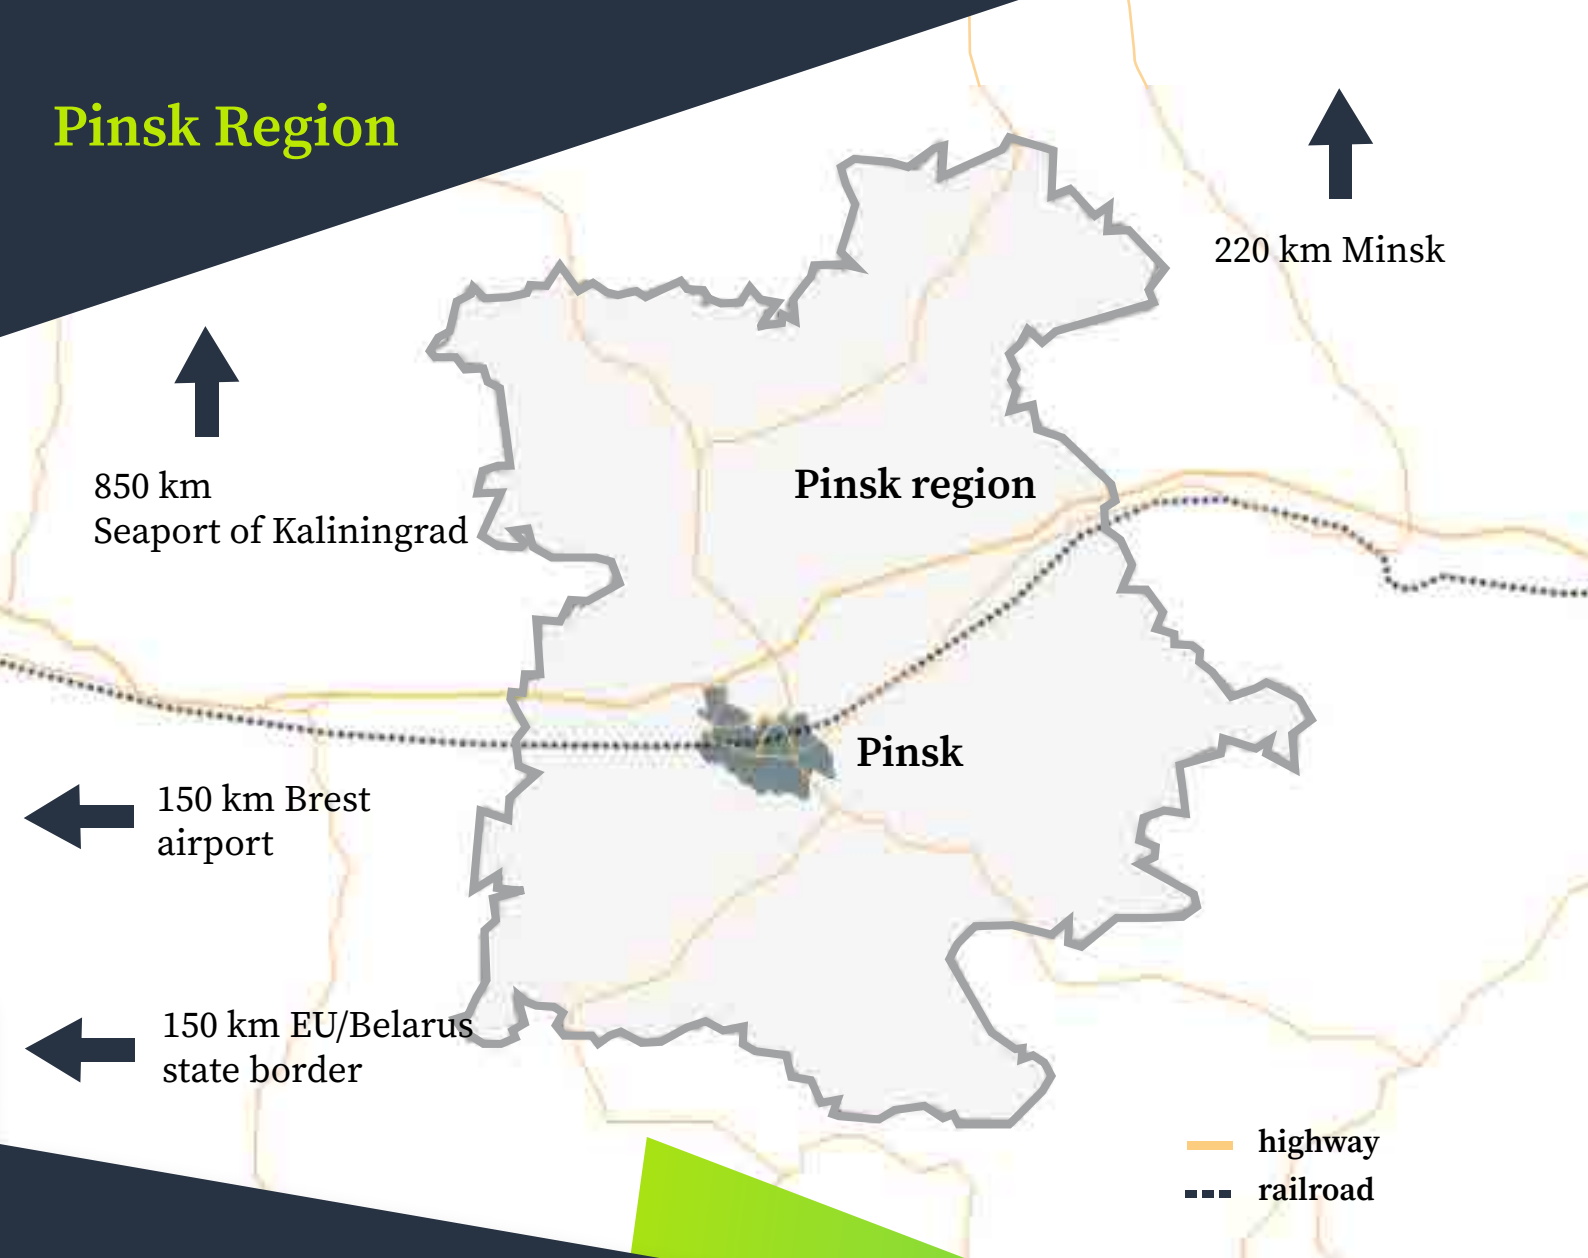 Pinsk Region
220 km Minsk
850 km
Seaport of Kaliningrad
Pinsk region
Pinsk
150 km Brest
airport
150 km EU/Belarus
state border
highway
railroad